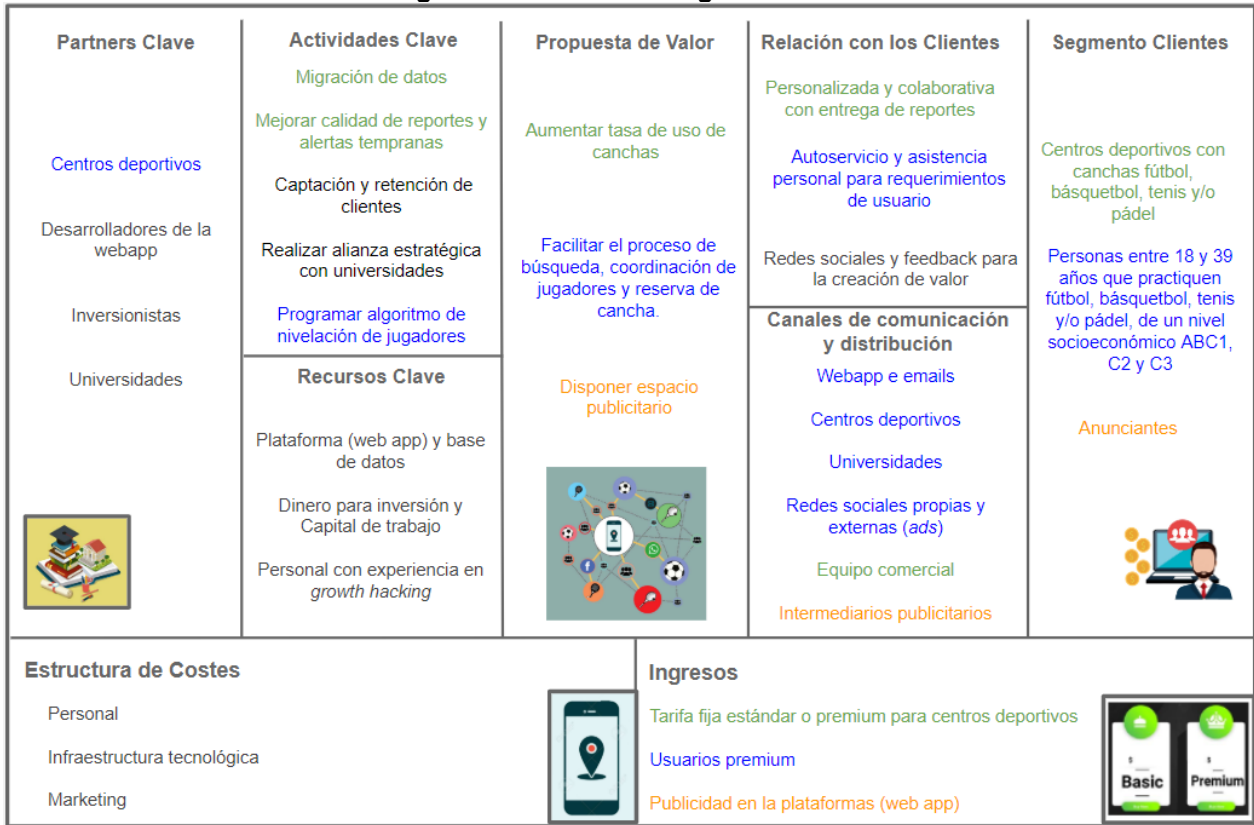 Partners Clave
Centros deportivos
Desarrolladores de la
webapp
Inversionistas
Universidades
Actividades Clave
Migración de datos
Mejorar calidad de reportes y
alertas tempranas
Captación y retención de
clientes
Realizar alianza estratégica
con universidades
Programar algoritmo de
nivelación de jugadores
Recursos Clave
Plataforma (web app) y base
de datos
Dinero para inversión y
Capital de trabajo
Personal con experiencia en
growth hacking
Propuesta de Valor
Aumentar tasa de uso de
canchas
Facilitar el proceso de
búsqueda, coordinación de
jugadores y reserva de
cancha.
Disponer espacio
publicitario
Relación con los Clientes
Personalizada y colaborativa
con entrega de reportes
Autoservicio y asistencia
personal para requerimientos
de usuario
Redes sociales y feedback para
la creación de valor
Canales de comunicación
y distribución
Webapp e emails
Centros deportivos
Universidades
Redes sociales propias y
externas (ads)
Equipo comercial
Intermediarios publicitarios
Segmento Clientes
Centros deportivos con
canchas fútbol,
básquetbol, tenis y/o
pádel
Personas entre 18 y 39
años que practiquen
fútbol, básquetbol, tenis
y/o pádel, de un nivel
socioeconómico ABC1,
C2 y C3
Anunciantes
Estructura de Costes
Personal
Infraestructura tecnológica
Marketing
Ingresos
Tarifa fija estándar o premium para centros deportivos
Usuarios premium
Publicidad en la plataformas (web app)
$
Basic
$
Premium